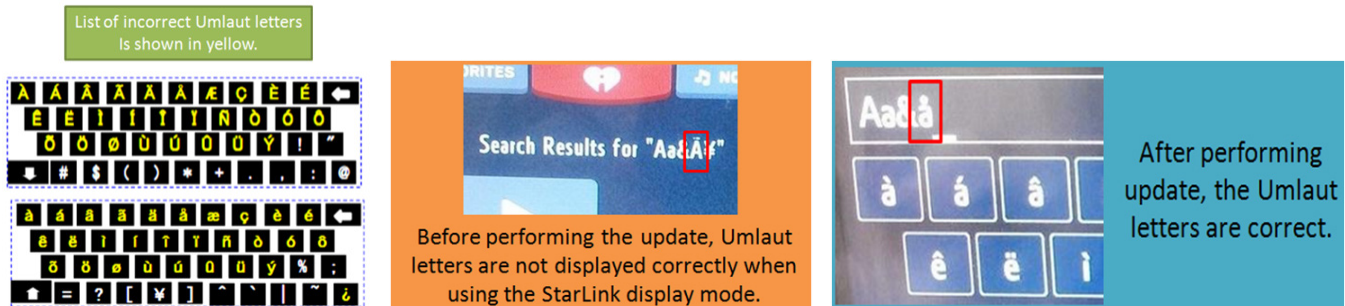 List of incorrect Umlaut letters
Is shown in yellow.
À Á Â Ã Ä Å Æ Ç È É
Ê Ë Ì Í Î Ï Ñ Ò Ó Ô
Õ Ö Ø Ù Ú Û Ü Ý ! "
# $ ( ) * + . , : @
à á â ã ä å æ ç è é
ê ë ì í î ï ñ ò ó ô
õ ö ø ù ú û ü ý % ;
= ? [ ¥ ] ^ ` | ~ ¿
Search Results for "Aa&Ã¥"
Before performing the update, Umlaut
letters are not displayed correctly when
using the StarLink display mode.
Aa&å
à á â
ê ë ì
After performing
update, the Umlaut
letters are correct.